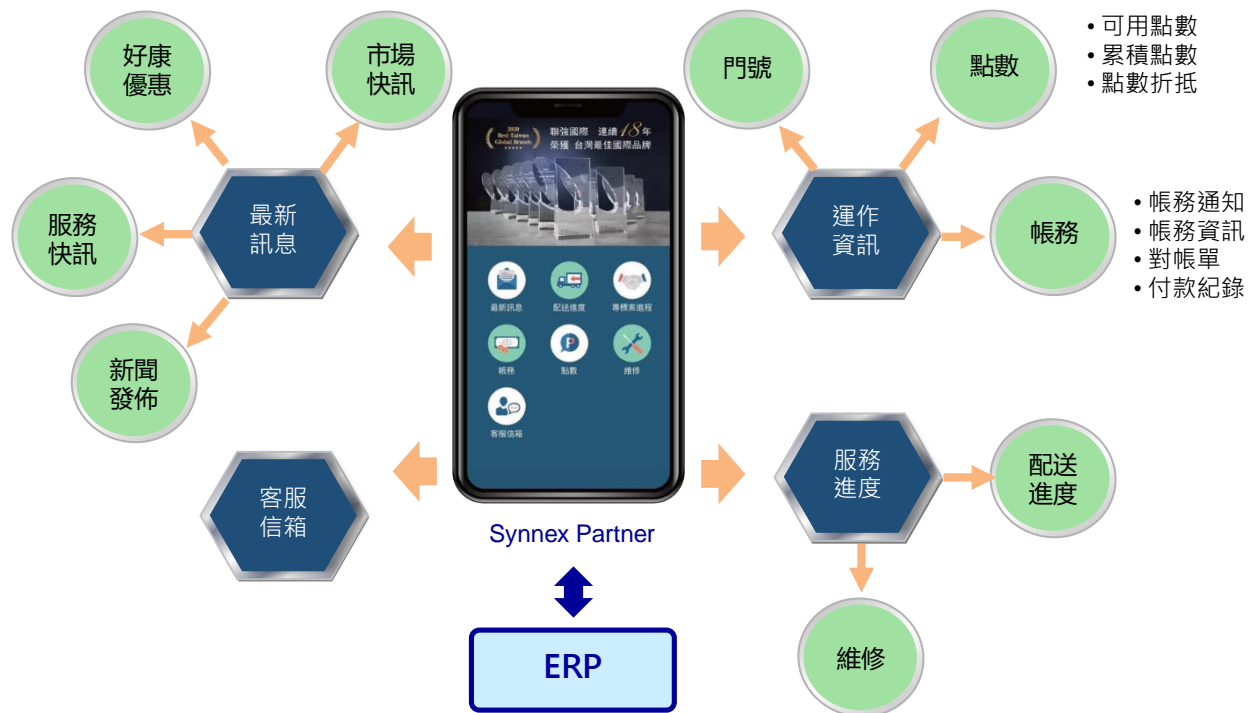 好康
優惠
市場
快訊
服務
快訊
新聞
發佈
最新
訊息
客服
信箱
2020
Best Taiwan
Global Brands
聯強國際 連續18年
榮獲 台灣最佳國際品牌
最新訊息
配送進度
專標案進程
帳務
點數
維修
客服信箱
Synnex Partner
ERP
門號
點數
• 可用點數
• 累積點數
• 點數折抵
運作
資訊
帳務
• 帳務通知
• 帳務資訊
• 對帳單
• 付款紀錄
服務
進度
配送
進度
維修